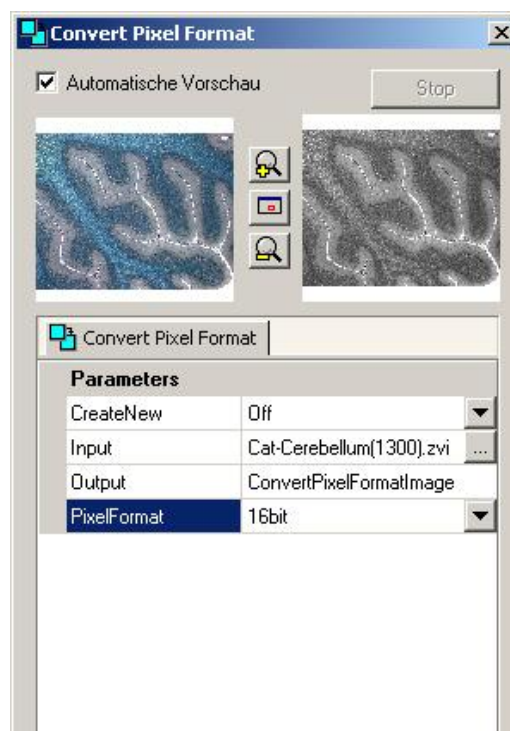 Convert Pixel Format
Automatische Vorschau
Stop
Convert Pixel Format
Parameters
CreateNew Off
Input Cat-Cerebellum(1300).zvi ...
Output ConvertPixelFormatImage
PixelFormat 16bit